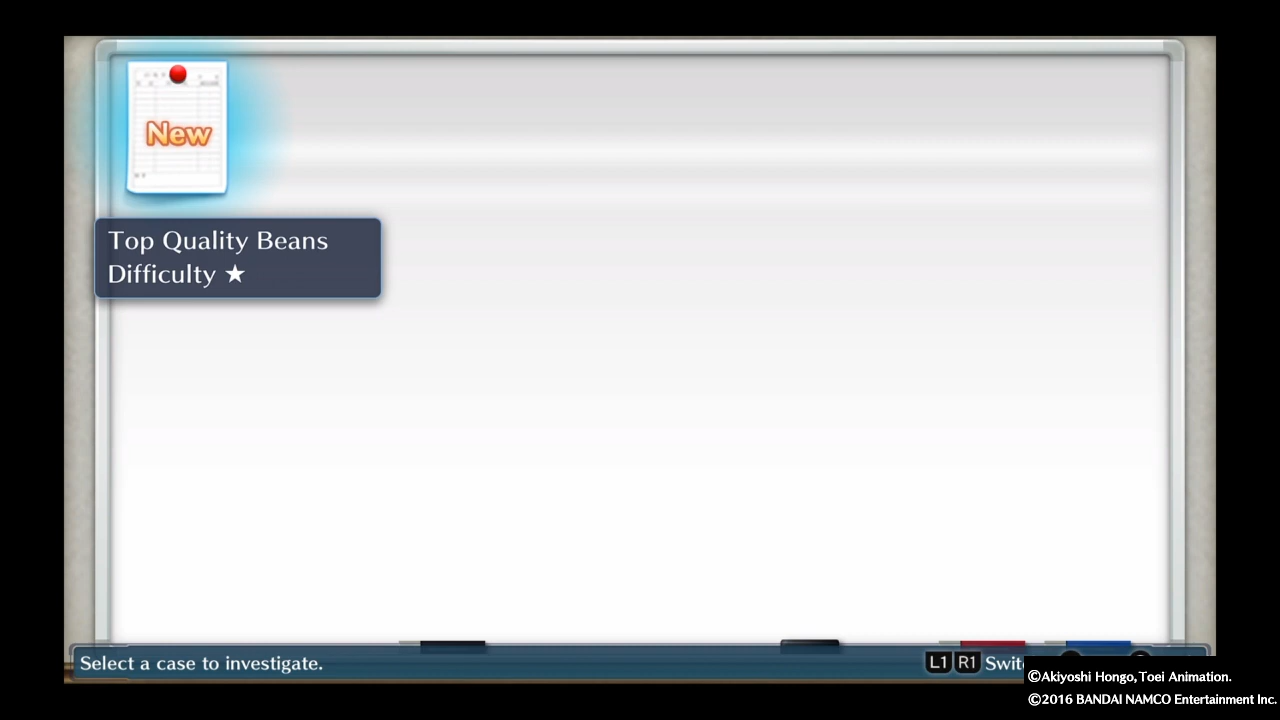 New
Top Quality Beans
Difficulty ★
Select a case to investigate.
L1 R1
©Akiyoshi Hongo, Toei Animation.
©2016 BANDAI NAMCO Entertainment Inc.